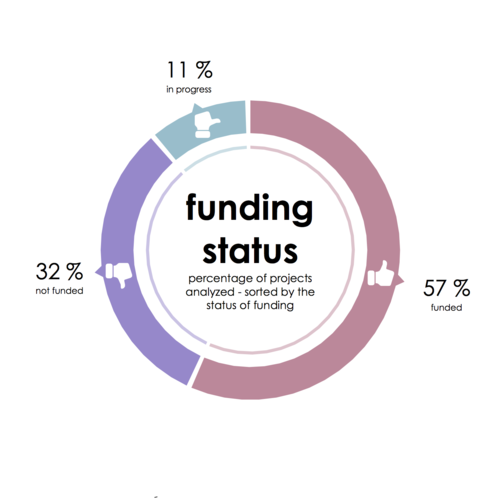 11 %
in progress
funding
status
percentage of projects
analyzed - sorted by the
status of funding
32 %
not funded
57 %
funded